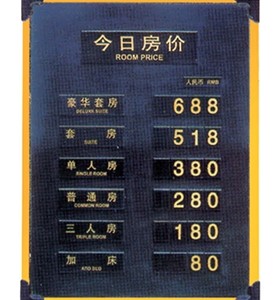 今日房价
ROOM PRICE
人民币 RMB
豪华套房 688
DELUXE SUITE
套房 518
SUITE
单人房 380
SINGLE ROOM
普通房 280
COMMON ROOM
三人房 180
TRIPLE ROOM
加床 80